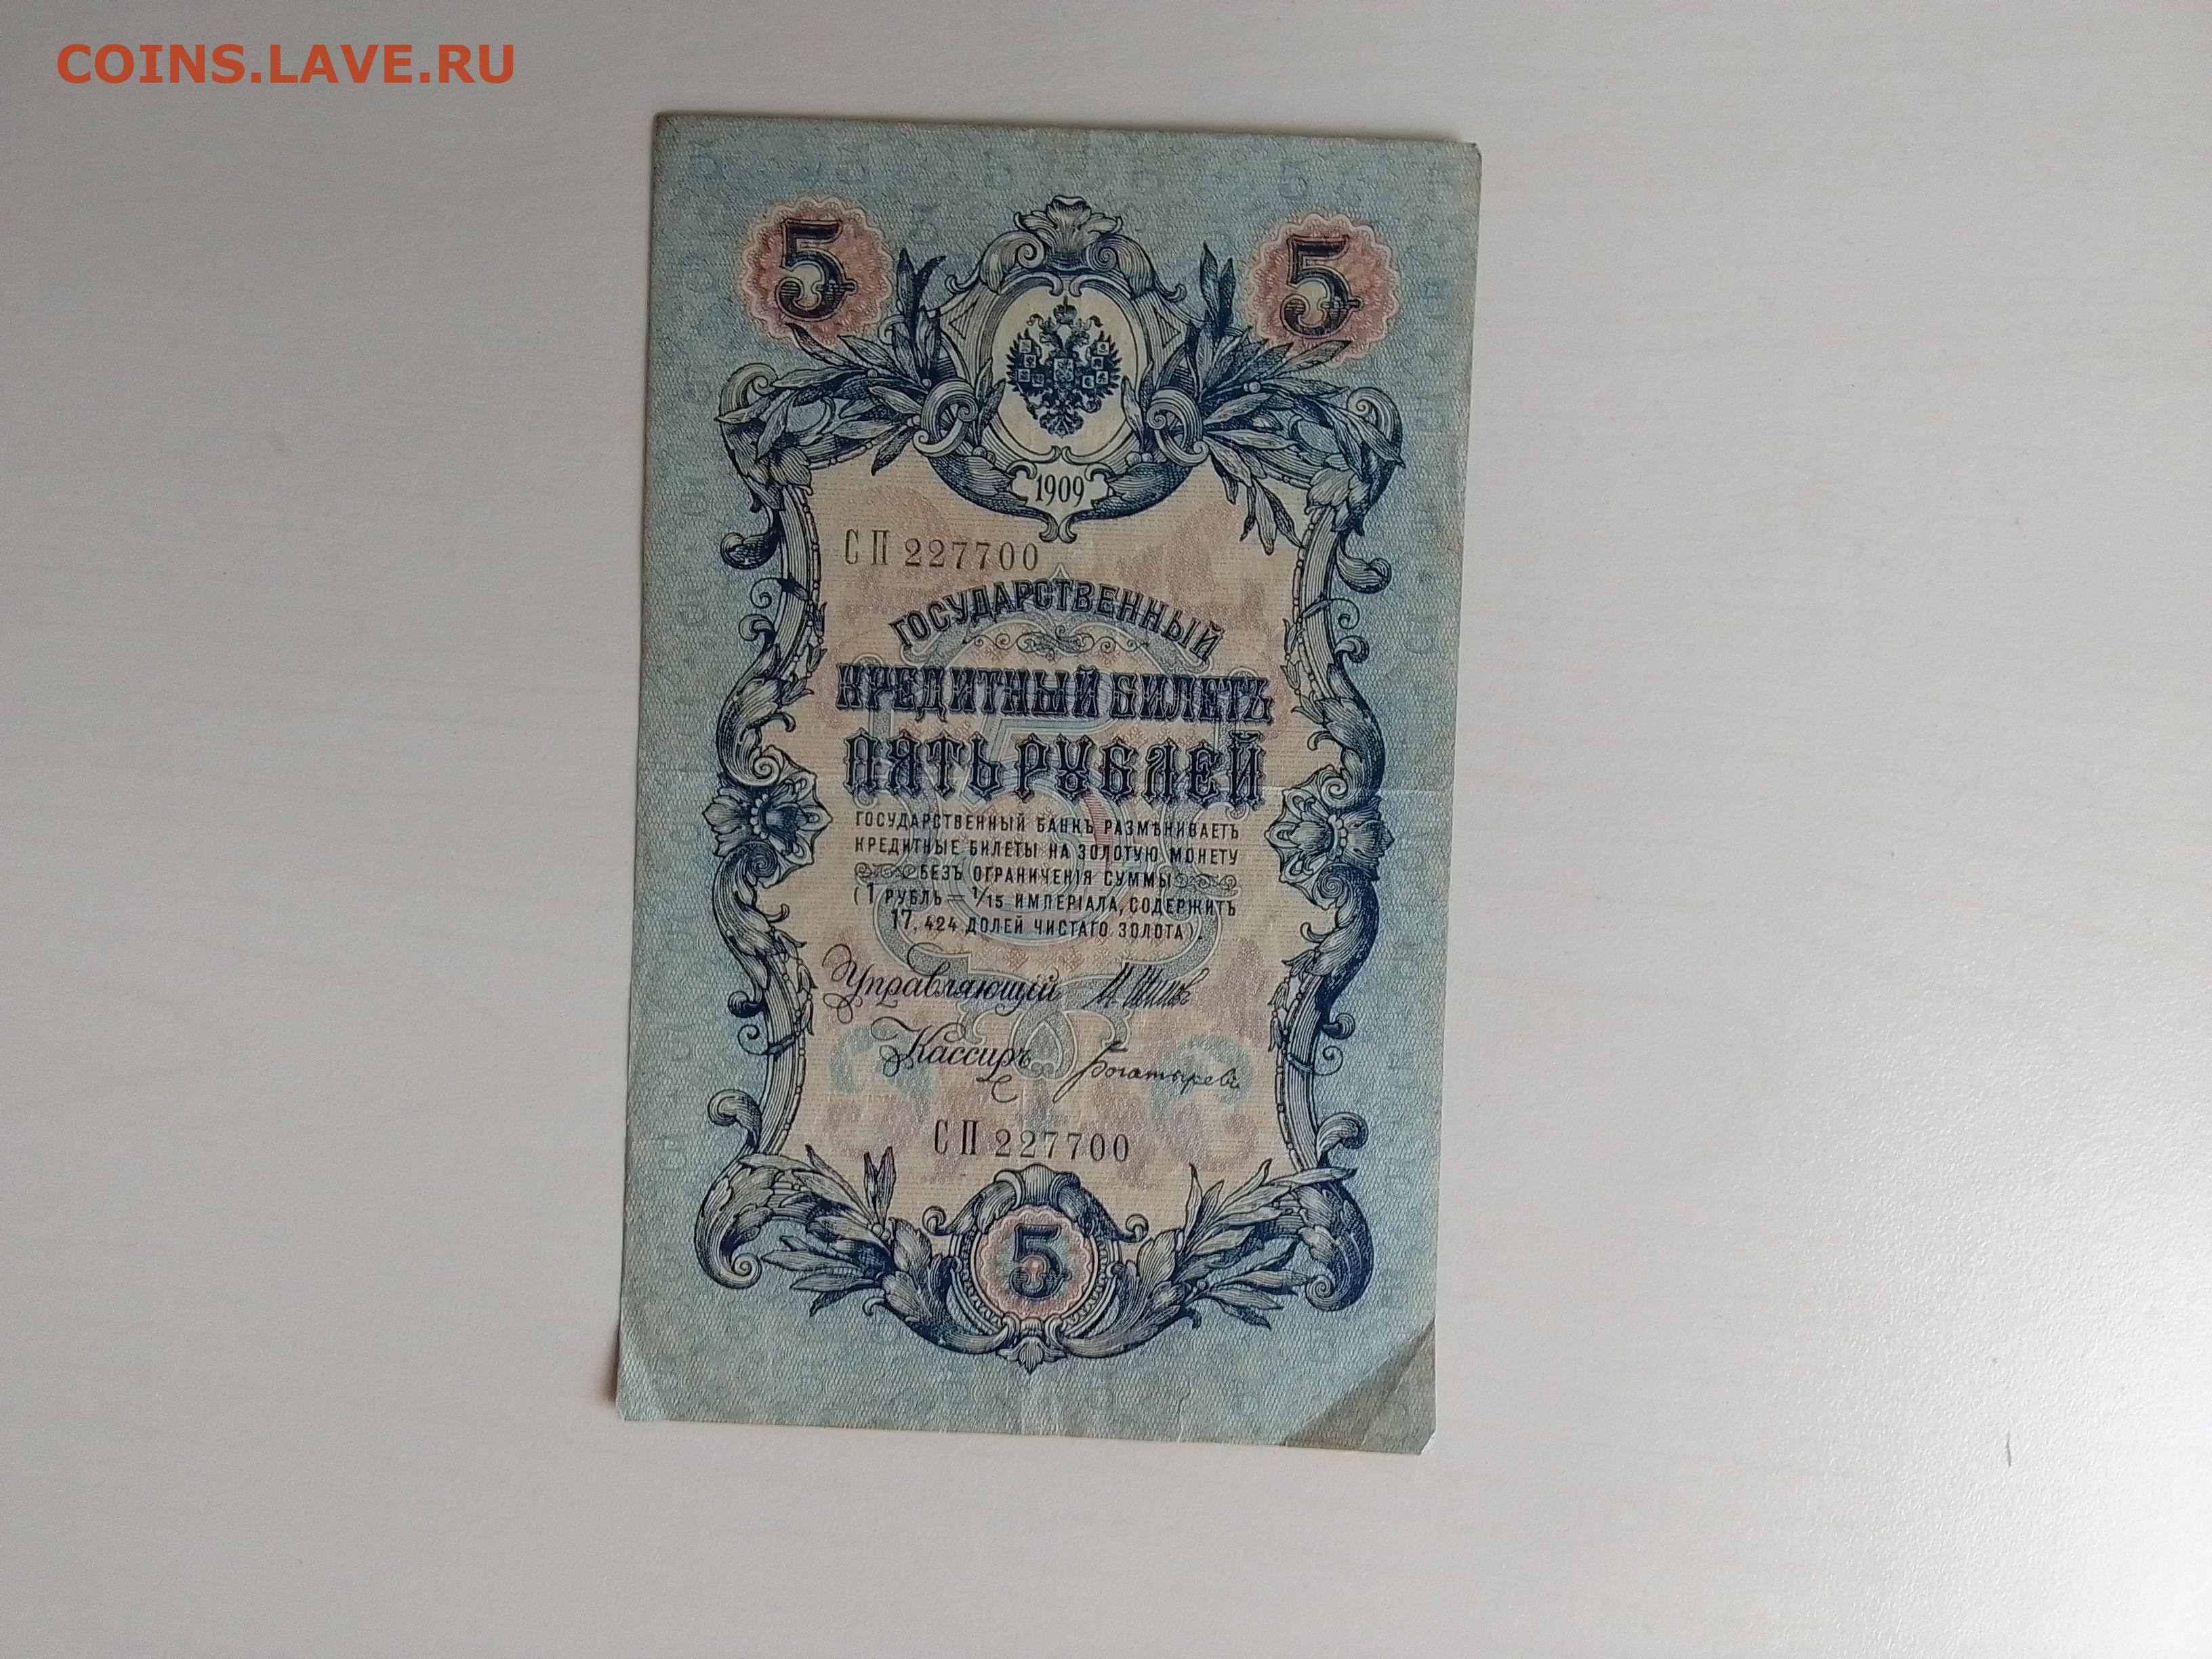 COINS.LAVE.RU
5 5
1909
СП 227700
ГОСУДАРСТВЕННЫЙ
КРЕДИТНЫЙ БИЛЕТЪ
ПЯТЬ РУБЛЕЙ
ГОСУДАРСТВЕННЫЙ БАНКЪ РАЗМѢНИВАЕТЪ
КРЕДИТНЫЕ БИЛЕТЫ НА ЗОЛОТУЮ МОНЕТУ
БЕЗЪ ОГРАНИЧЕНІЯ СУММЫ
(1 РУБЛЬ = 1/15 ИМПЕРІАЛА, СОДЕРЖИТЪ
17,424 ДОЛЕЙ ЧИСТАГО ЗОЛОТА).
Управляющій И. Шиповъ
Кассиръ Богатыревъ
СП 227700
5